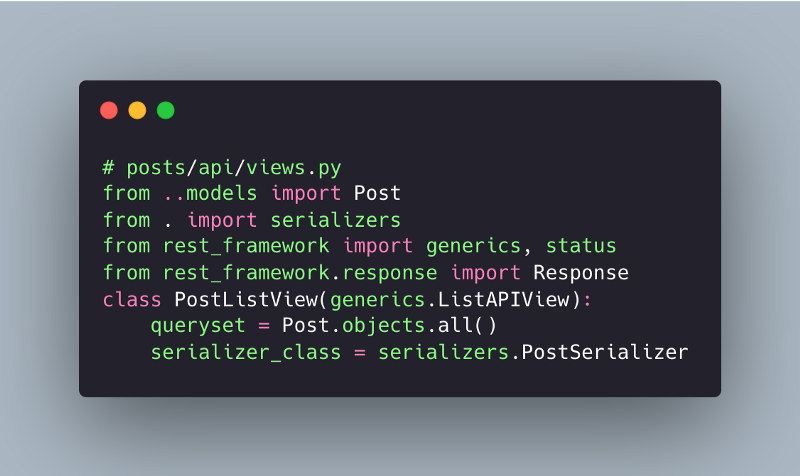 # posts/api/views.py
from ..models import Post
from . import serializers
from rest_framework import generics, status
from rest_framework.response import Response
class PostListView(generics.ListAPIView):
    queryset = Post.objects.all()
    serializer_class = serializers.PostSerializer